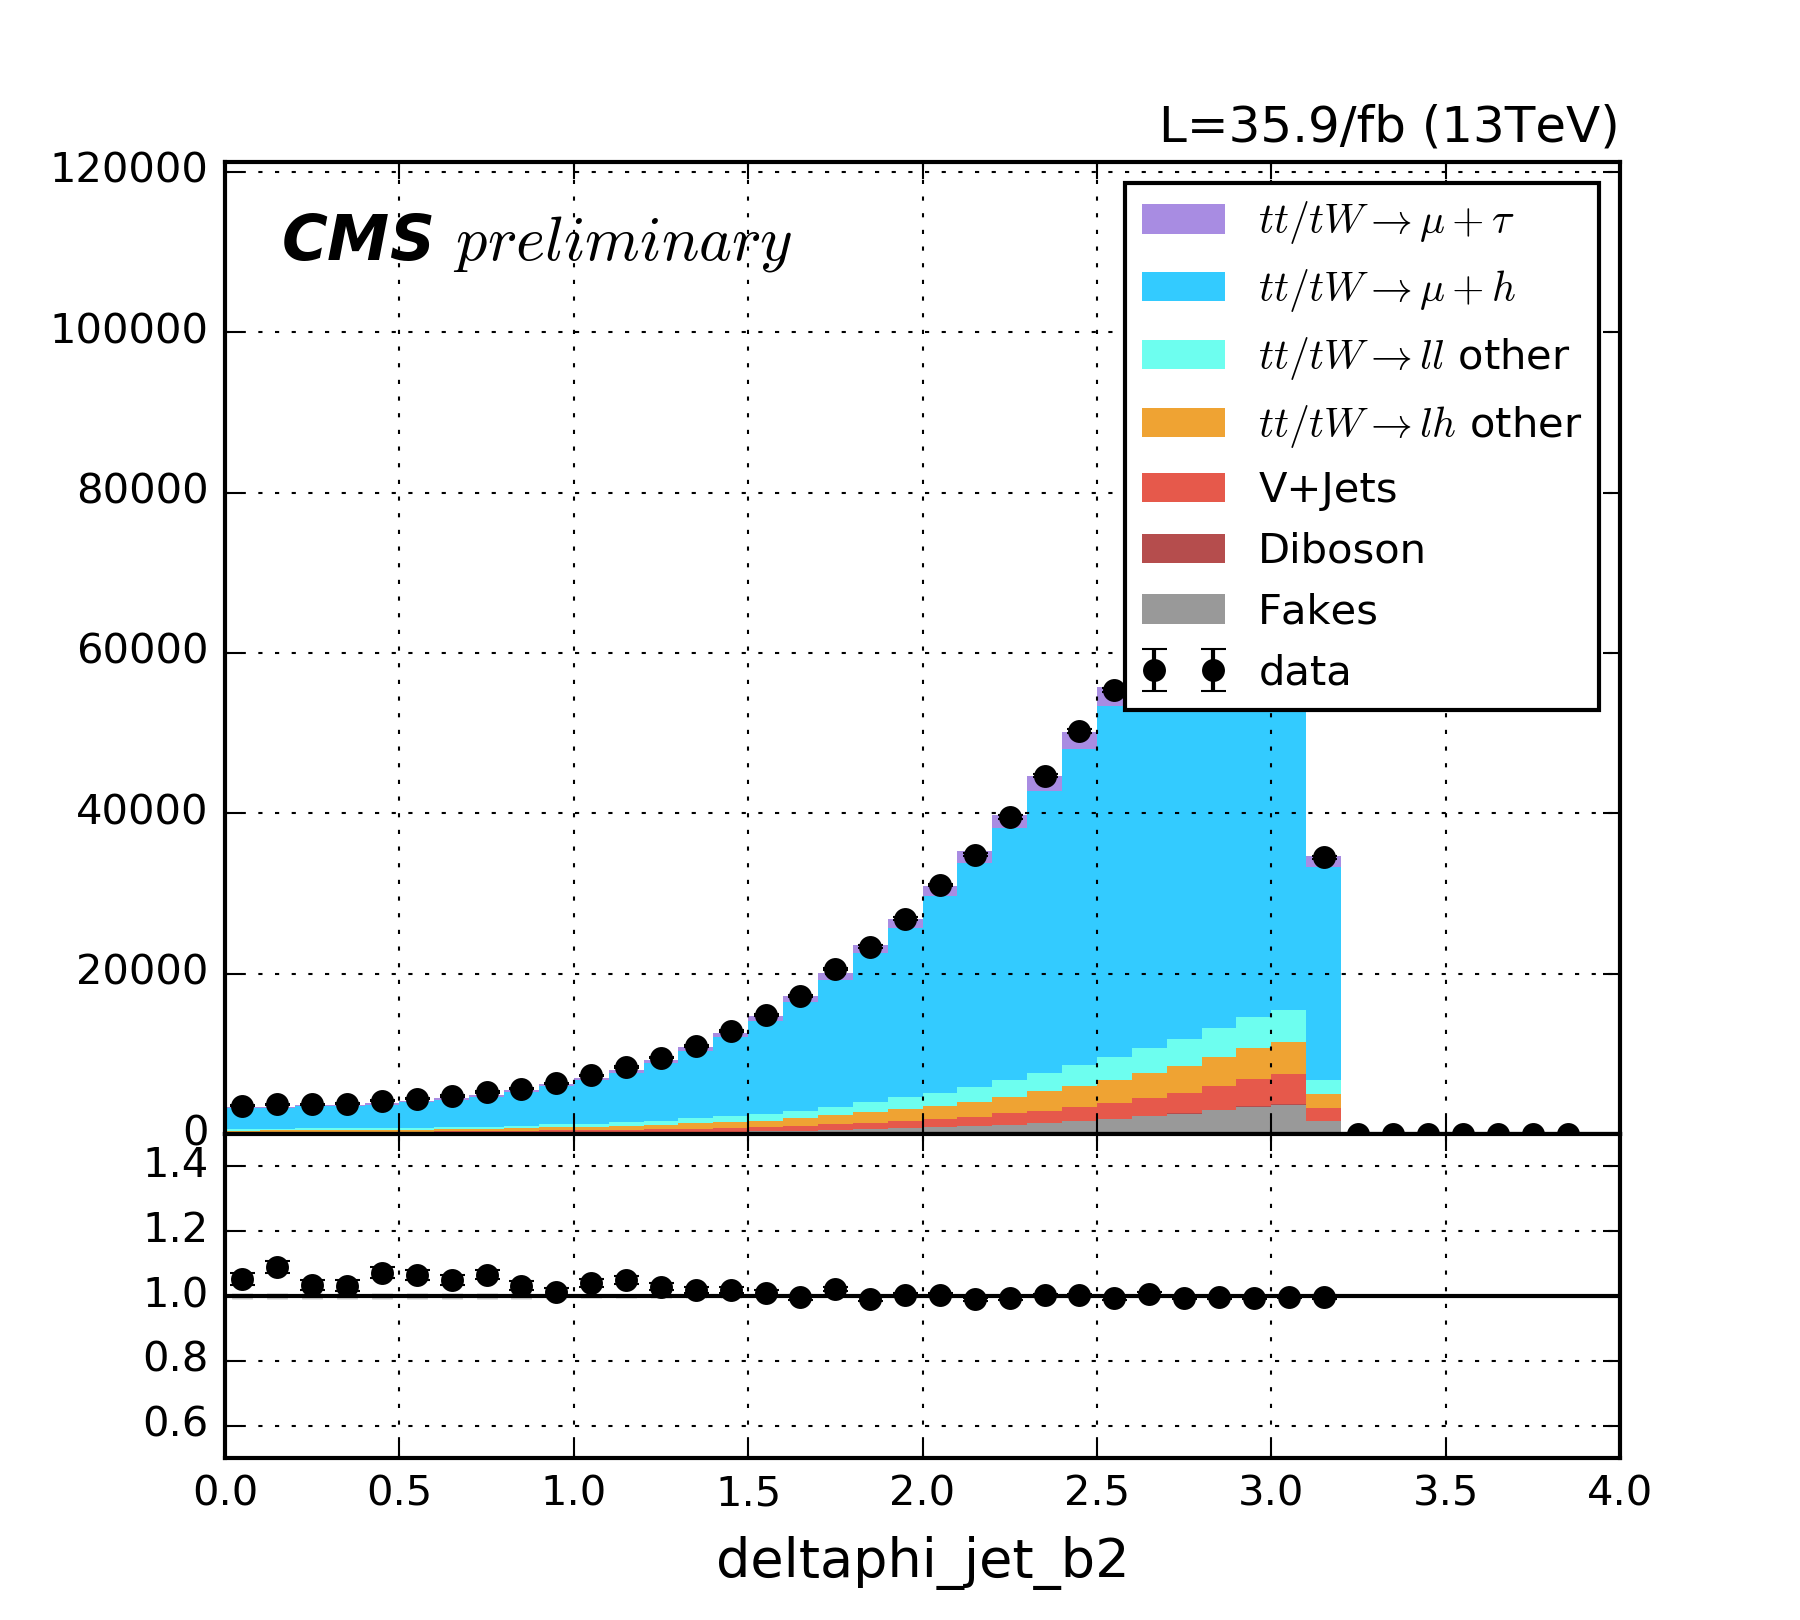 L=35.9/fb (13TeV)
120000
CMS preliminary
100000
80000
60000
40000
20000
0
tt/tW→μ+τ
tt/tW→μ+h
tt/tW→ll other
tt/tW→lh other
V+Jets
Diboson
Fakes
data
1.4
1.2
1.0
0.8
0.6
0.0 0.5 1.0 1.5 2.0 2.5 3.0 3.5 4.0
deltaphi_jet_b2